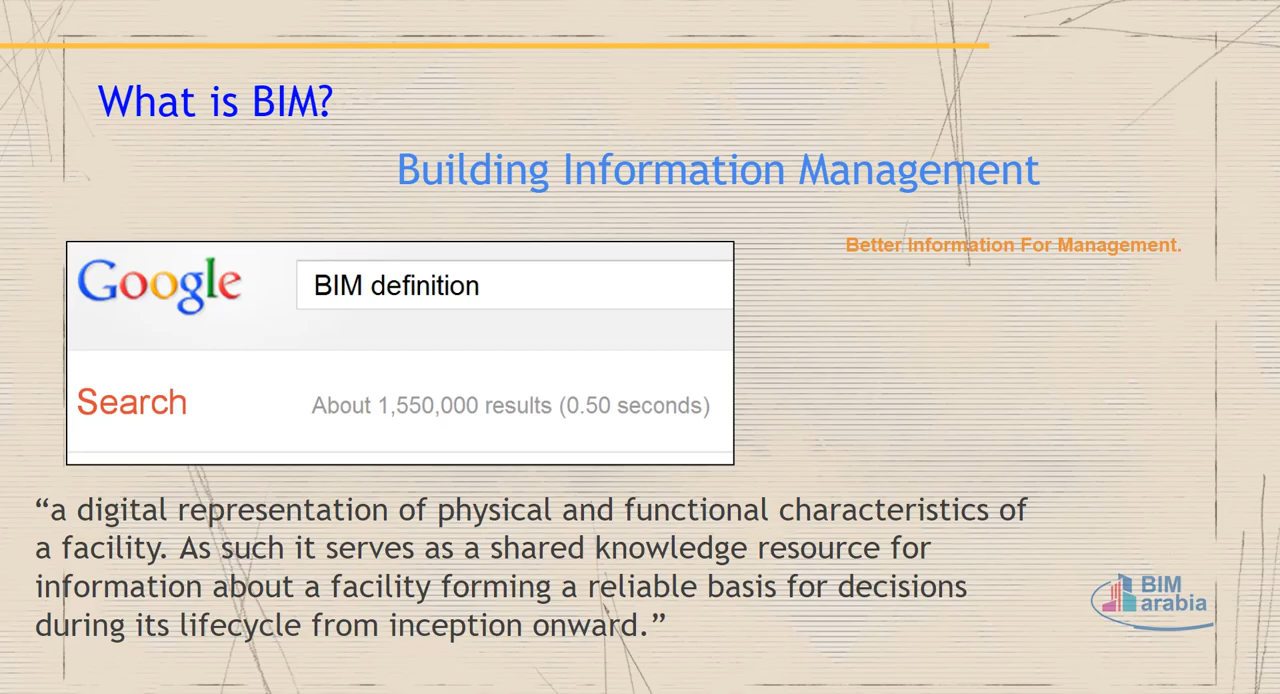 What is BIM?
Building Information Management
Better Information For Management.
Google
BIM definition
Search
About 1,550,000 results (0.50 seconds)
“a digital representation of physical and functional characteristics of
a facility. As such it serves as a shared knowledge resource for
information about a facility forming a reliable basis for decisions
during its lifecycle from inception onward.”
BIM
arabia